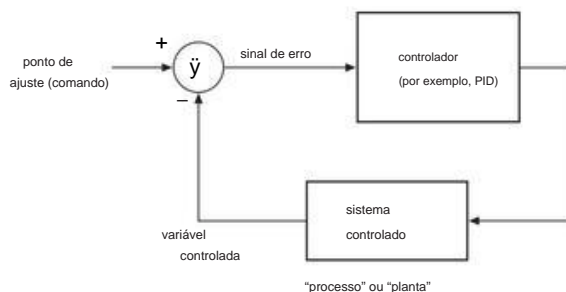 ponto de
ajuste (comando)
+
ÿ
−
sinal de erro
controlador
(por exemplo, PID)
sistema
controlado
variável
controlada
“processo” ou “planta”